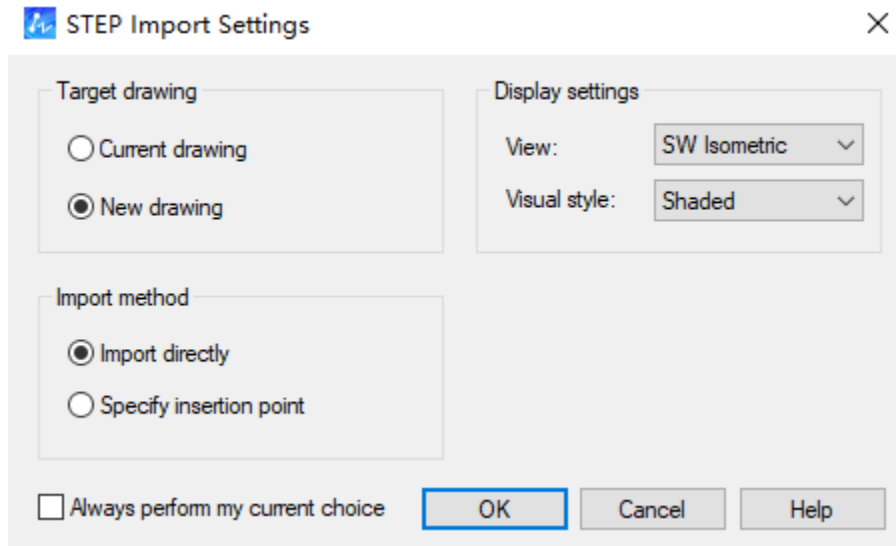 STEP Import Settings
Target drawing
Current drawing
New drawing
Display settings
View: SW Isometric
Visual style: Shaded
Import method
Import directly
Specify insertion point
Always perform my current choice OK Cancel Help